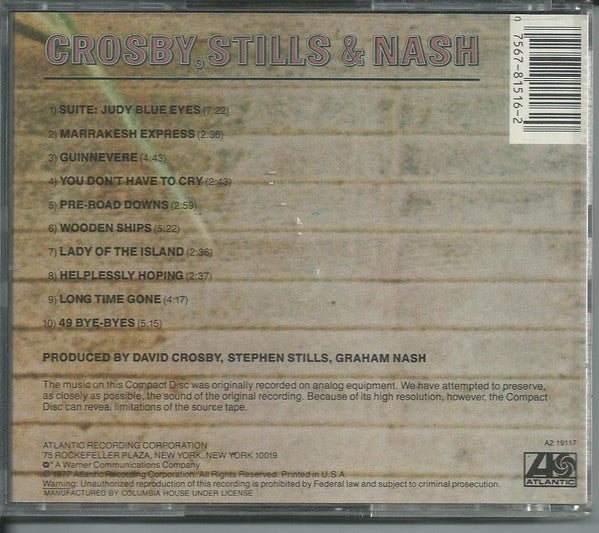 CROSBY, STILLS & NASH
0 7567-81516-2
1) SUITE: JUDY BLUE EYES (7:22)
2) MARRAKESH EXPRESS (2:36)
3) GUINNEVERE (4:43)
4) YOU DON'T HAVE TO CRY (2:43)
5) PRE-ROAD DOWNS (2:59)
6) WOODEN SHIPS (5:22)
7) LADY OF THE ISLAND (2:36)
8) HELPLESSLY HOPING (2:37)
9) LONG TIME GONE (4:17)
10) 49 BYE-BYES (5:15)
PRODUCED BY DAVID CROSBY, STEPHEN STILLS, GRAHAM NASH
The music on this Compact Disc was originally recorded on analog equipment. We have attempted to preserve,
as closely as possible, the sound of the original recording. Because of its high resolution, however, the Compact
Disc can reveal limitations of the source tape.
ATLANTIC RECORDING CORPORATION
75 ROCKEFELLER PLAZA, NEW YORK, NEW YORK 10019
A Warner Communications Company
© 1977 Atlantic Recording Corporation. All Rights Reserved. Printed in U.S.A.
Warning: Unauthorized reproduction of this recording is prohibited by Federal law and subject to criminal prosecution.
MANUFACTURED BY COLUMBIA HOUSE UNDER LICENSE
A2 19117
ATLANTIC